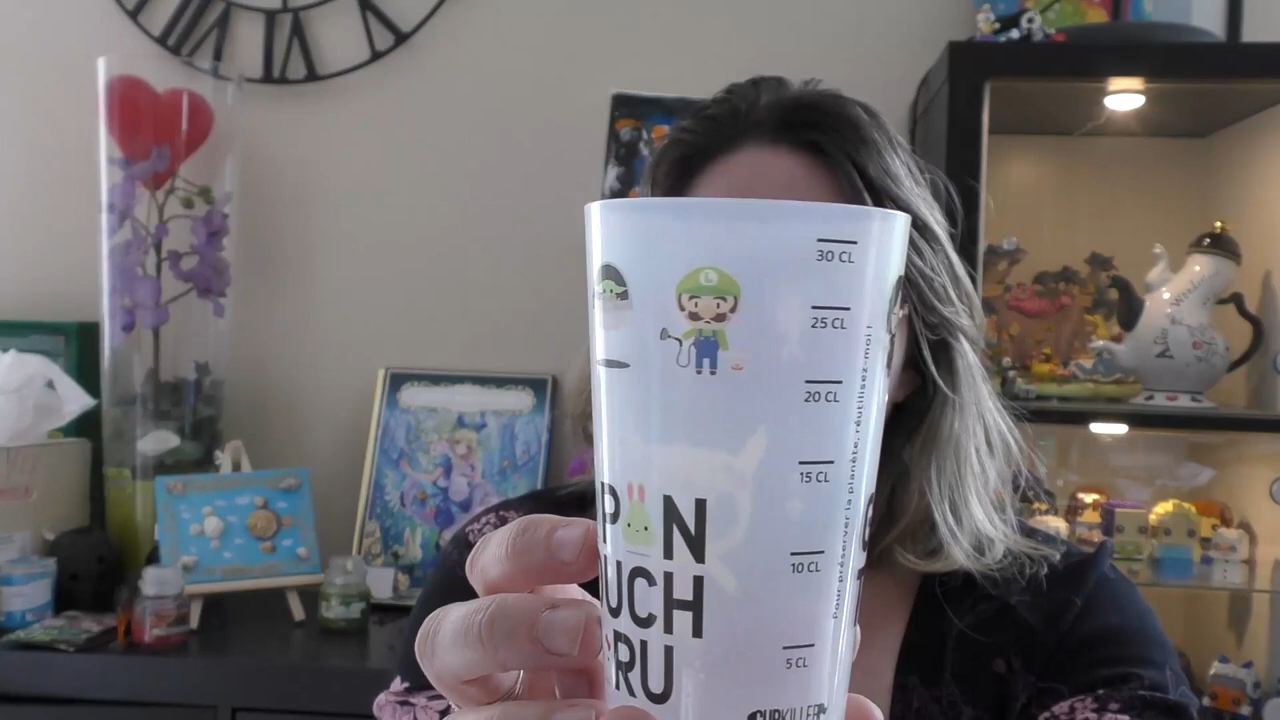 30 CL
L
25 CL
20 CL
15 CL
10 CL
5 CL
P N
UCH
RU
Pour préserver la planète, réutilisez-moi !
CUPKILLER